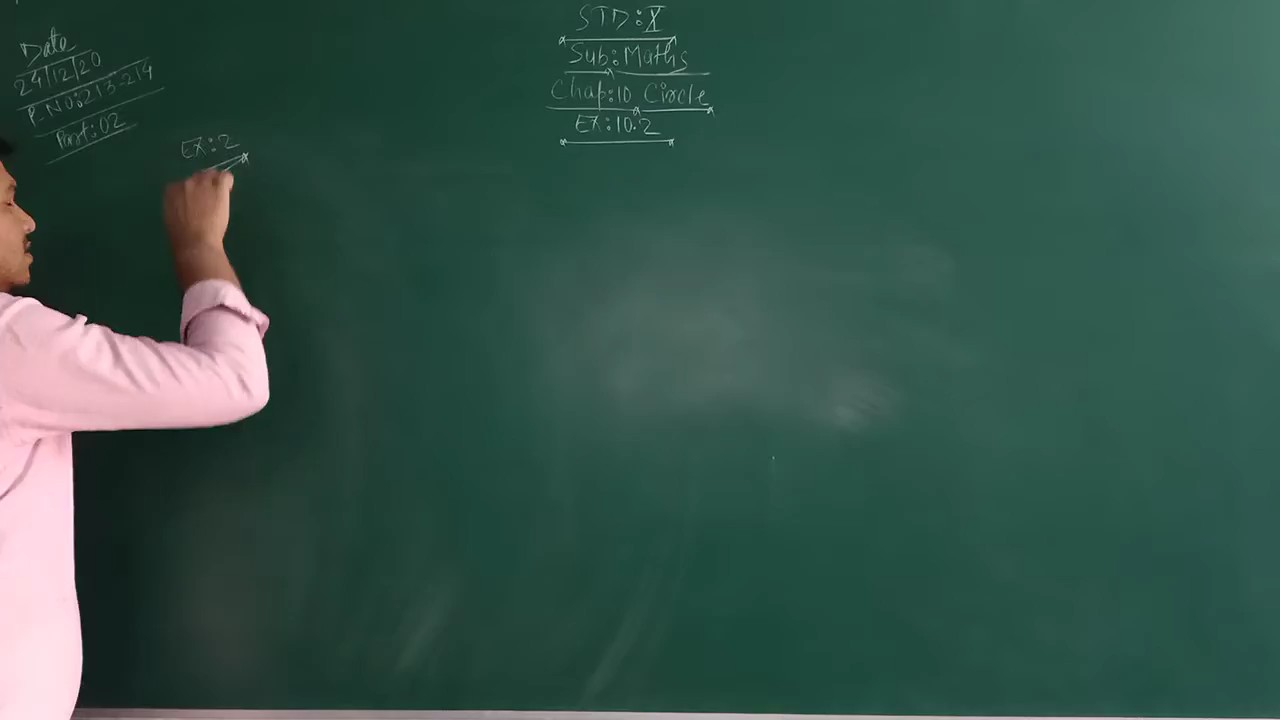 Date
24/12/20
P.NO:213-214
Part:02
EX:2
STD:X
Sub:Maths
Chap:10 Circle
EX:10.2